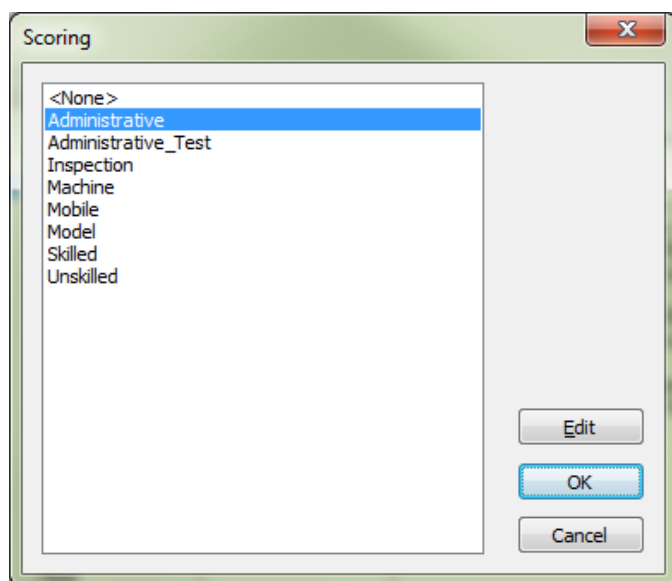 Scoring
<None>
Administrative
Administrative_Test
Inspection
Machine
Mobile
Model
Skilled
Unskilled
Edit
OK
Cancel